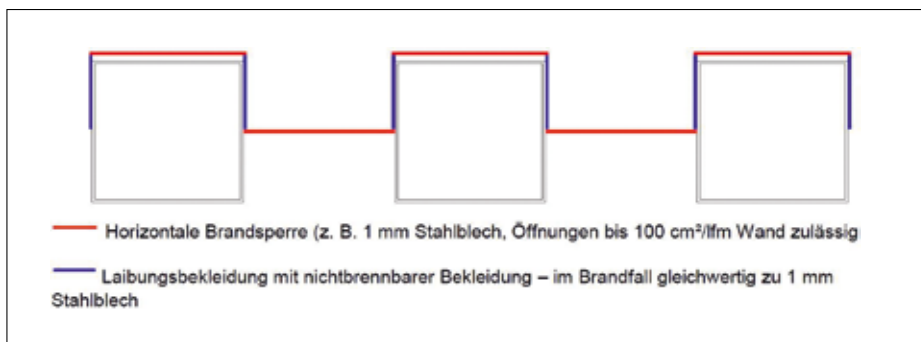 Horizontale Brandsperre (z. B. 1 mm Stahlblech, Öffnungen bis 100 cm²/lfm Wand zulässig
Laibungsbekleidung mit nichtbrennbarer Bekleidung – im Brandfall gleichwertig zu 1 mm
Stahlblech